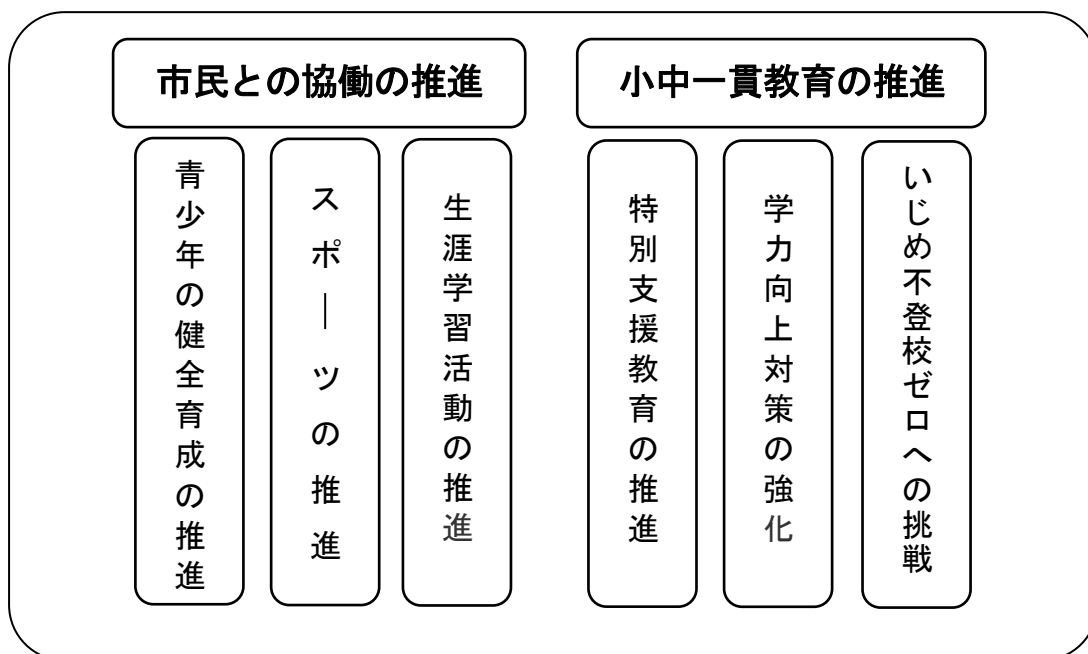 市民との協働の推進
小中一貫教育の推進
青少年の健全育成の推進
スポーツの推進
生涯学習活動の推進
特別支援教育の推進
学力向上対策の強化
いじめ不登校ゼロへの挑戦